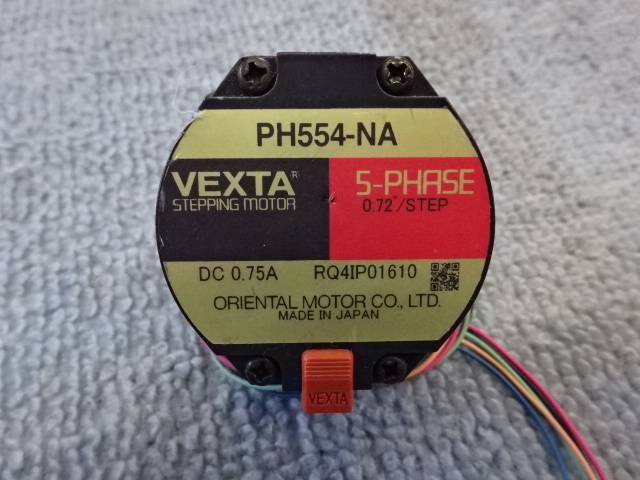 PH554-NA
VEXTA®
STEPPING MOTOR
5-PHASE
0.72°/STEP
DC 0.75A RQ4IP01610
ORIENTAL MOTOR CO., LTD.
MADE IN JAPAN
VEXTA